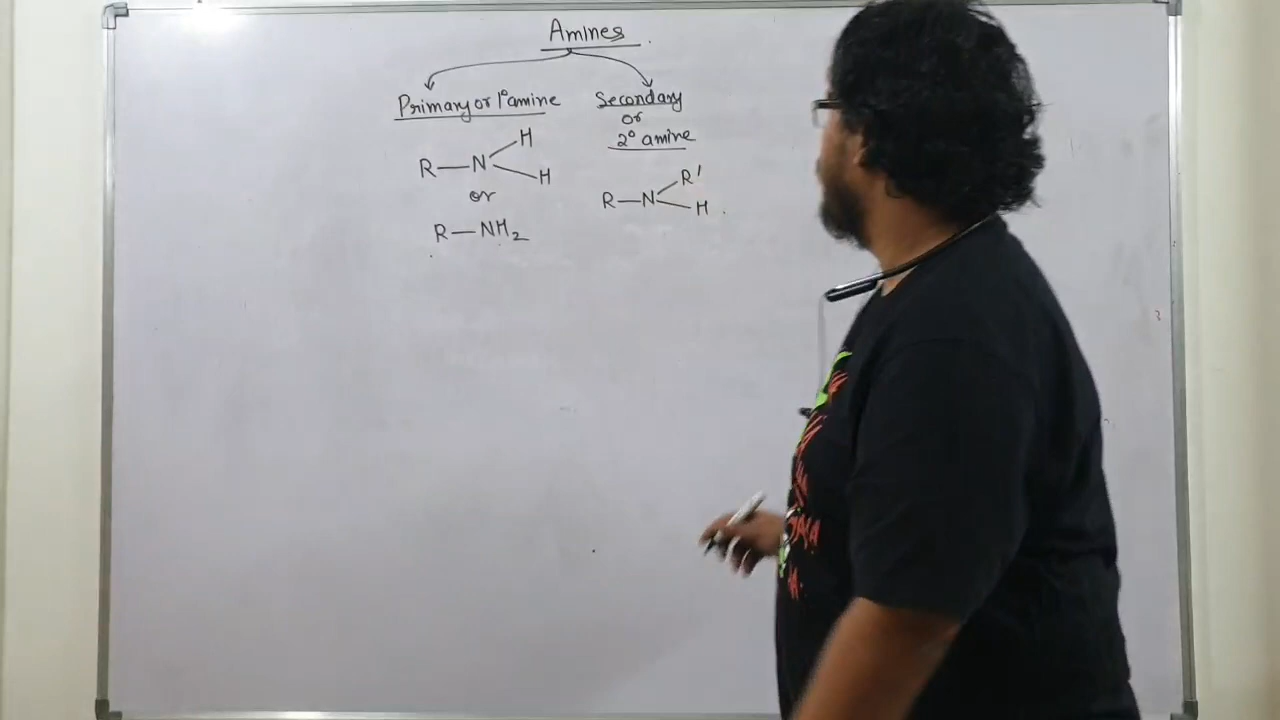 Amines
Primary or 1° amine
R—N
H
H
or
R—NH₂
Secondary
or
2° amine
R—N
R'
H